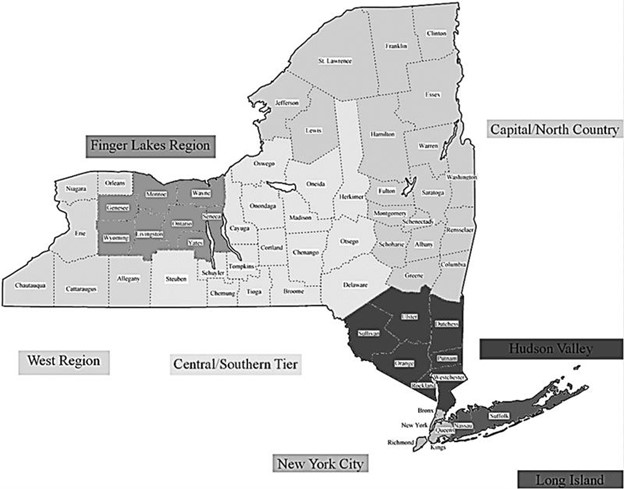 Clinton
Franklin
St. Lawrence
Essex
Jefferson
Lewis
Hamilton
Warren
Capital/North Country
Finger Lakes Region
Oswego
Washington
Oneida
Herkimer
Fulton
Saratoga
Niagara
Orleans
Monroe
Wayne
Genesee
Onondaga
Madison
Montgomery
Schenectady
Rensselaer
Erie
Wyoming
Livingston
Ontario
Seneca
Yates
Cayuga
Cortland
Chenango
Otsego
Schoharie
Albany
Chautauqua
Cattaraugus
Allegany
Steuben
Schuyler
Tompkins
Chemung
Tioga
Broome
Delaware
Greene
Columbia
Ulster
Sullivan
Dutchess
Orange
Putnam
Hudson Valley
West Region
Central/Southern Tier
Rockland
Westchester
Bronx
New York
Queens
Nassau
Suffolk
Richmond
Kings
New York City
Long Island